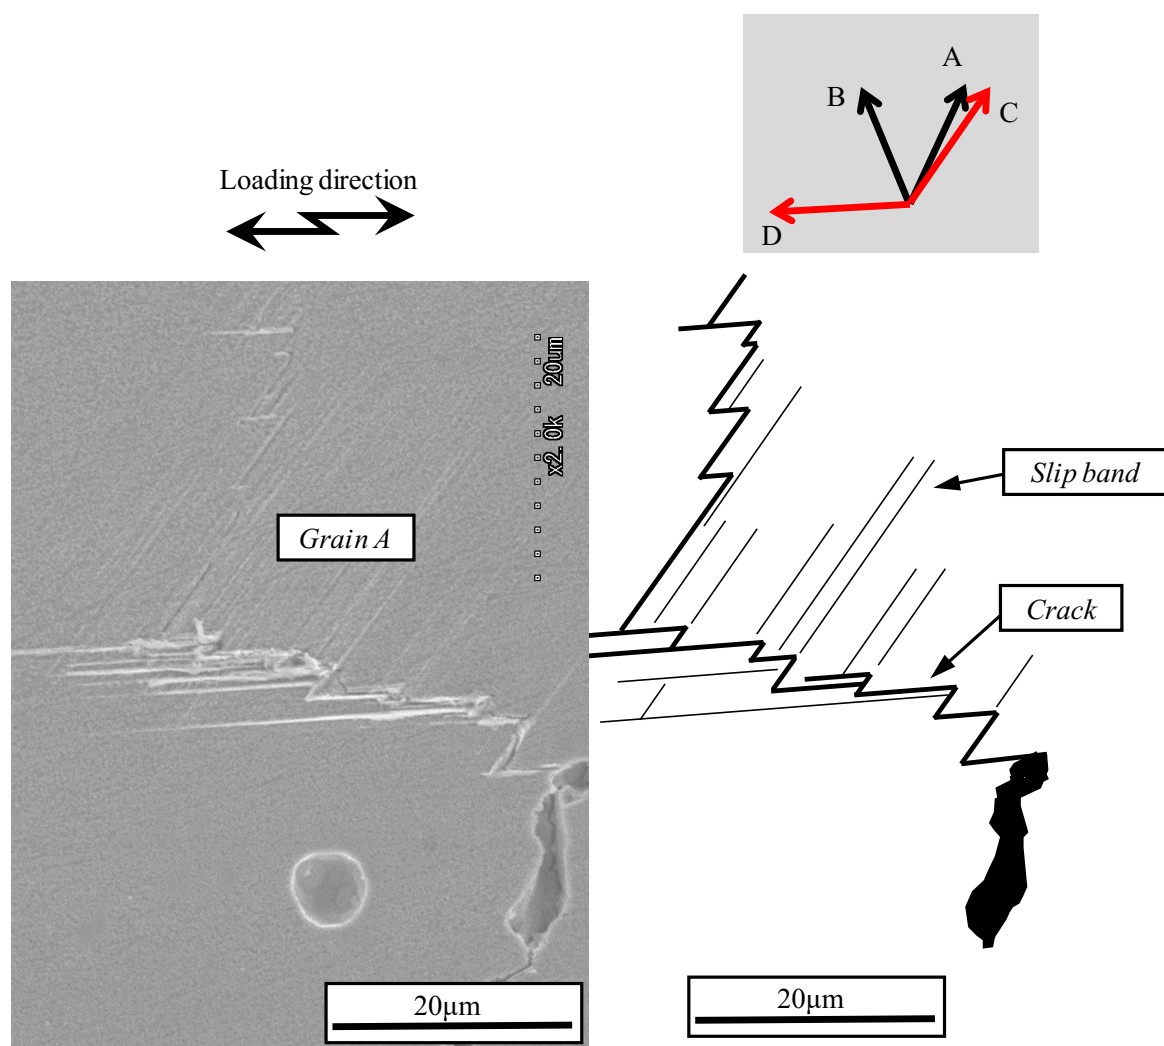 A
B
C
D
Loading direction
x2.0k 20um
Grain A
Slip band
Crack
20μm
20μm